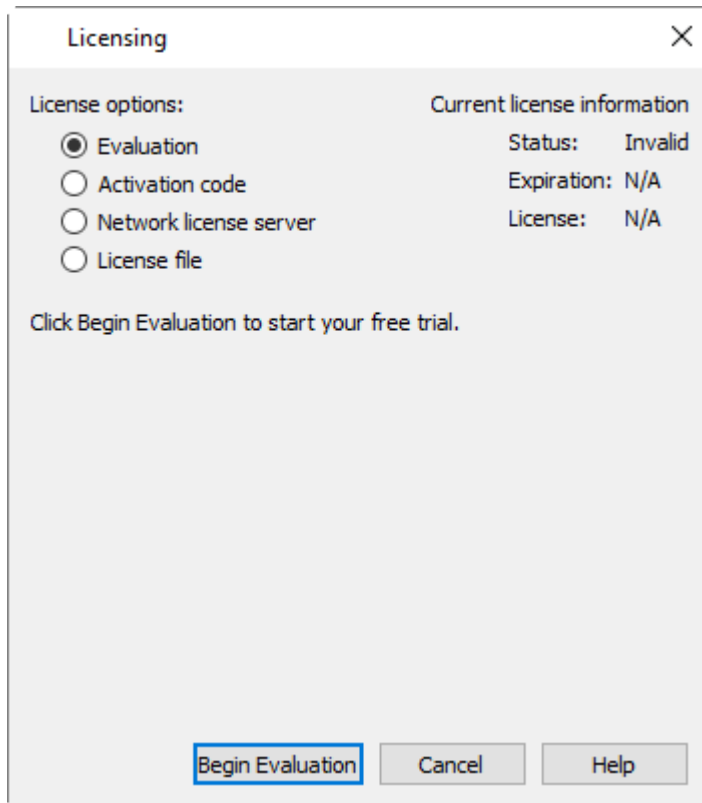 Licensing
License options:
Evaluation
Activation code
Network license server
License file
Current license information
Status: Invalid
Expiration: N/A
License: N/A
Click Begin Evaluation to start your free trial.
Begin Evaluation Cancel Help